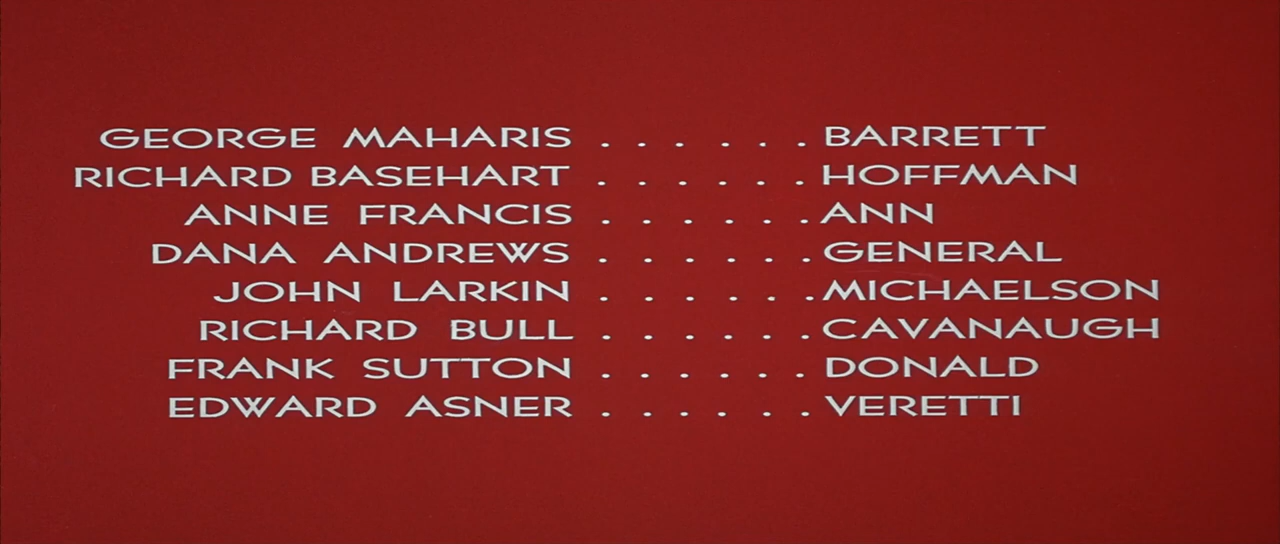 GEORGE MAHARIS . . . . . . BARRETT
RICHARD BASEHART . . . . . . HOFFMAN
ANNE FRANCIS . . . . . . ANN
DANA ANDREWS . . . . . . GENERAL
JOHN LARKIN . . . . . . MICHAELSON
RICHARD BULL . . . . . . CAVANAUGH
FRANK SUTTON . . . . . . DONALD
EDWARD ASNER . . . . . . VERETTI